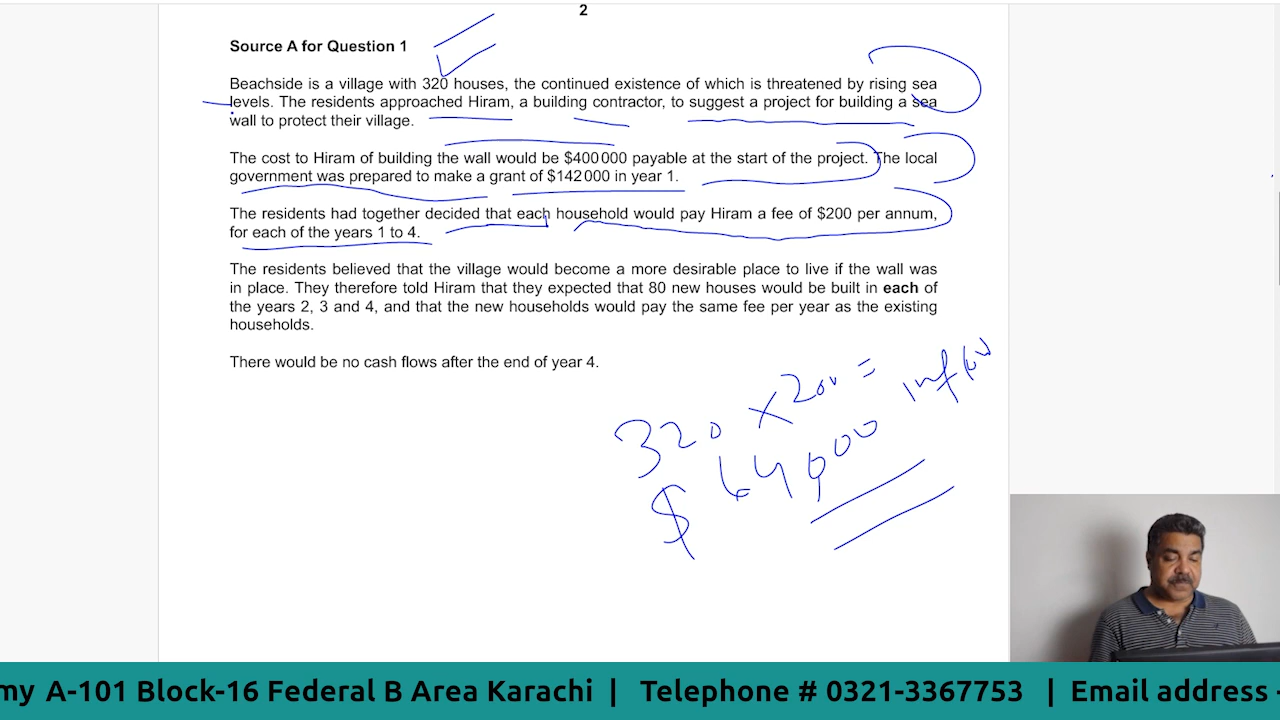 2
Source A for Question 1
Beachside is a village with 320 houses, the continued existence of which is threatened by rising sea
levels. The residents approached Hiram, a building contractor, to suggest a project for building a sea
wall to protect their village.
The cost to Hiram of building the wall would be $400 000 payable at the start of the project. The local
government was prepared to make a grant of $142 000 in year 1.
The residents had together decided that each household would pay Hiram a fee of $200 per annum,
for each of the years 1 to 4.
The residents believed that the village would become a more desirable place to live if the wall was
in place. They therefore told Hiram that they expected that 80 new houses would be built in each of
the years 2, 3 and 4, and that the new households would pay the same fee per year as the existing
households.
There would be no cash flows after the end of year 4.
320 x 200 = inflow
$ 64,000
my A-101 Block-16 Federal B Area Karachi | Telephone # 0321-3367753 | Email address -